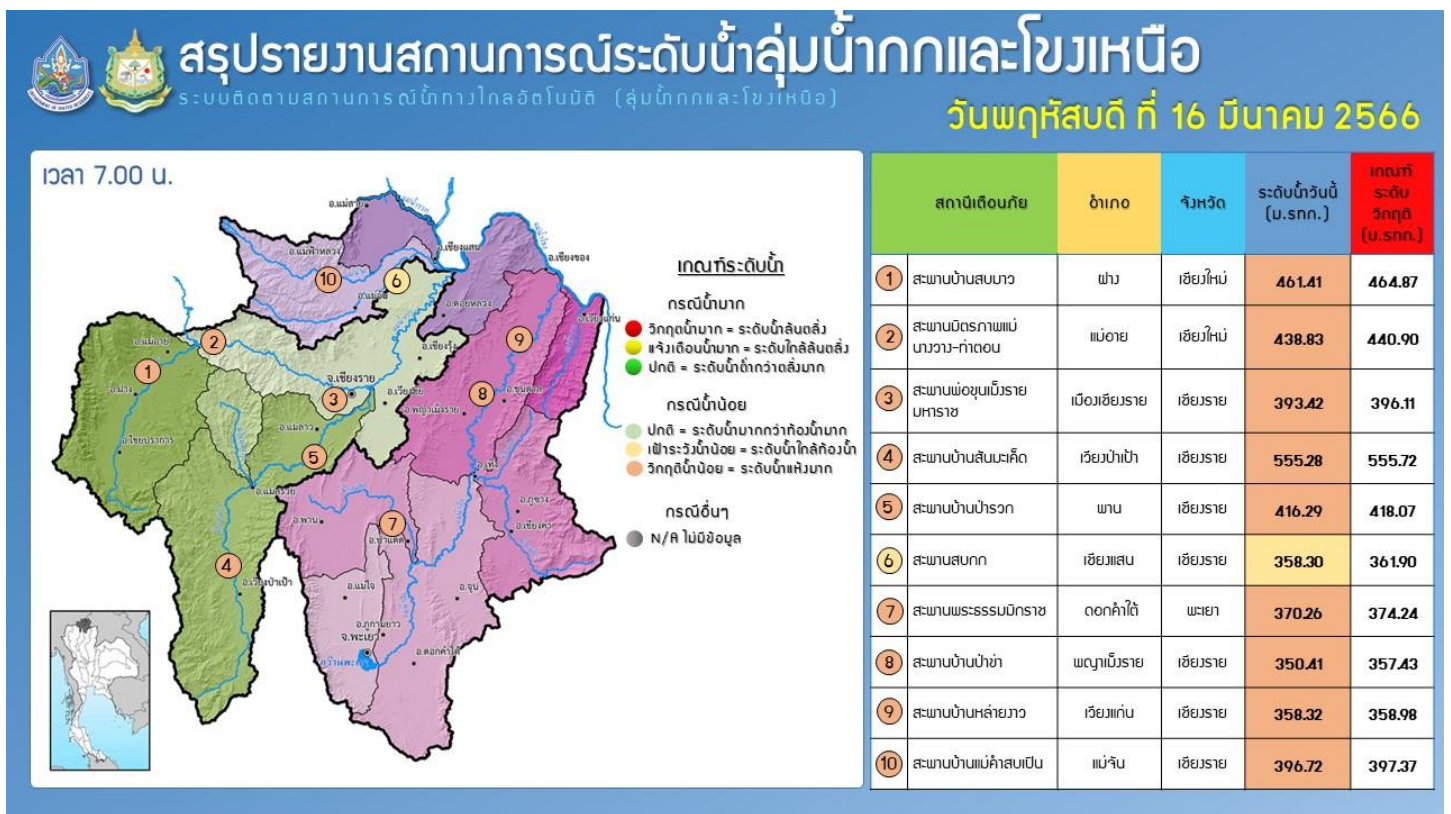 สรุปรายงานสถานการณ์ระดับน้ำลุ่มน้ำกกและโขงเหนือ
ระบบติดตามสถานการณ์น้ำทางไกลอัตโนมัติ (ลุ่มน้ำกกและโขงเหนือ)
วันพฤหัสบดี ที่ 16 มีนาคม 2566
เวลา 7.00 น.
อ.แม่สาย
แม่น้ำรวก
อ.แม่ฟ้าหลวง
อ.เชียงแสน
แม่น้ำโขง
อ.เชียงของ
10
6
อ.ดอยหลวง
อ.เวียงแก่น
2
9
อ.แม่อาย
อ.เชียงรุ้ง
1
อ.ฝาง
จ.เชียงราย
3
อ.พญาเม็งราย
8
อ.ขุนตาล
อ.ไชยปราการ
อ.แม่ลาว
5
อ.เทิง
อ.แม่สรวย
อ.ภูซาง
อ.พาน
7
อ.ป่าแดด
อ.เชียงคำ
4
อ.เวียงป่าเป้า
อ.แม่ใจ
อ.จุน
อ.ภูกามยาว
จ.พะเยา
กว๊านพะเยา
อ.ดอกคำใต้
เกณฑ์ระดับน้ำ
กรณีน้ำมาก
วิกฤตน้ำมาก = ระดับน้ำล้นตลิ่ง
แจ้งเตือนน้ำมาก = ระดับใกล้ล้นตลิ่ง
ปกติ = ระดับน้ำต่ำกว่าตลิ่งมาก
กรณีน้ำน้อย
ปกติ = ระดับน้ำมากกว่าท้องน้ำมาก
เฝ้าระวังน้ำน้อย = ระดับน้ำใกล้ท้องน้ำ
วิกฤติน้ำน้อย = ระดับน้ำแห้งมาก
กรณีอื่นๆ
N/A ไม่มีข้อมูล
สถานีเตือนภัย อำเภอ จังหวัด ระดับน้ำวันนี้ (ม.รทก.) เกณฑ์ระดับวิกฤติ (ม.รทก.)
1 สะพานบ้านสบมาว ฝาง เชียงใหม่ 461.41 464.87
2 สะพานมิตรภาพแม่นางวาง-ท่าตอน แม่อาย เชียงใหม่ 438.83 440.90
3 สะพานพ่อขุนเม็งรายมหาราช เมืองเชียงราย เชียงราย 393.42 396.11
4 สะพานบ้านสันมะเค็ด เวียงป่าเป้า เชียงราย 555.28 555.72
5 สะพานบ้านป่ารวก พาน เชียงราย 416.29 418.07
6 สะพานสบกก เชียงแสน เชียงราย 358.30 361.90
7 สะพานพระธรรมมิกราช ดอกคำใต้ พะเยา 370.26 374.24
8 สะพานบ้านป่าข่า พญาเม็งราย เชียงราย 350.41 357.43
9 สะพานบ้านหล่ายงาว เวียงแก่น เชียงราย 358.32 358.98
10 สะพานบ้านแม่คำสบเปิน แม่จัน เชียงราย 396.72 397.37